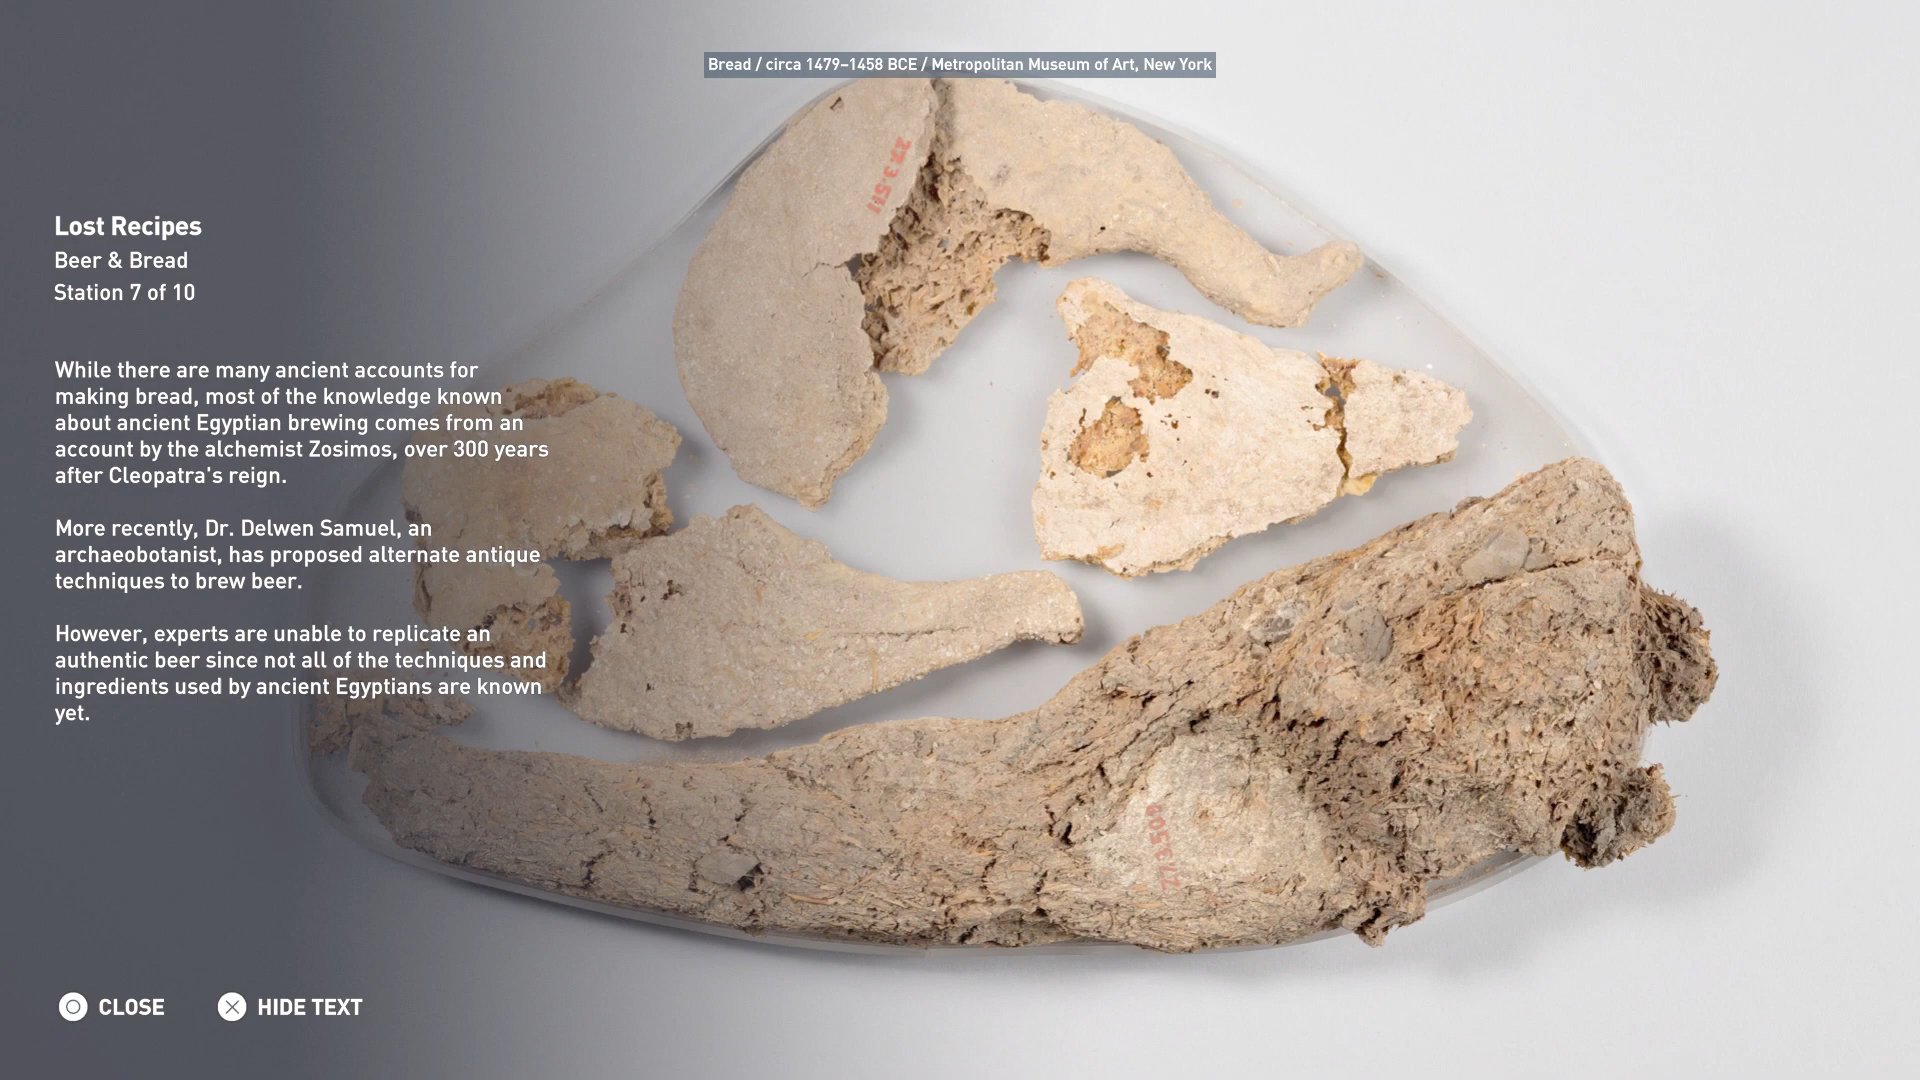 Bread / circa 1479–1458 BCE / Metropolitan Museum of Art, New York
27.3.511
Lost Recipes
Beer & Bread
Station 7 of 10
While there are many ancient accounts for
making bread, most of the knowledge known
about ancient Egyptian brewing comes from an
account by the alchemist Zosimos, over 300 years
after Cleopatra's reign.
More recently, Dr. Delwen Samuel, an
archaeobotanist, has proposed alternate antique
techniques to brew beer.
However, experts are unable to replicate an
authentic beer since not all of the techniques and
ingredients used by ancient Egyptians are known
yet.
CLOSE
HIDE TEXT